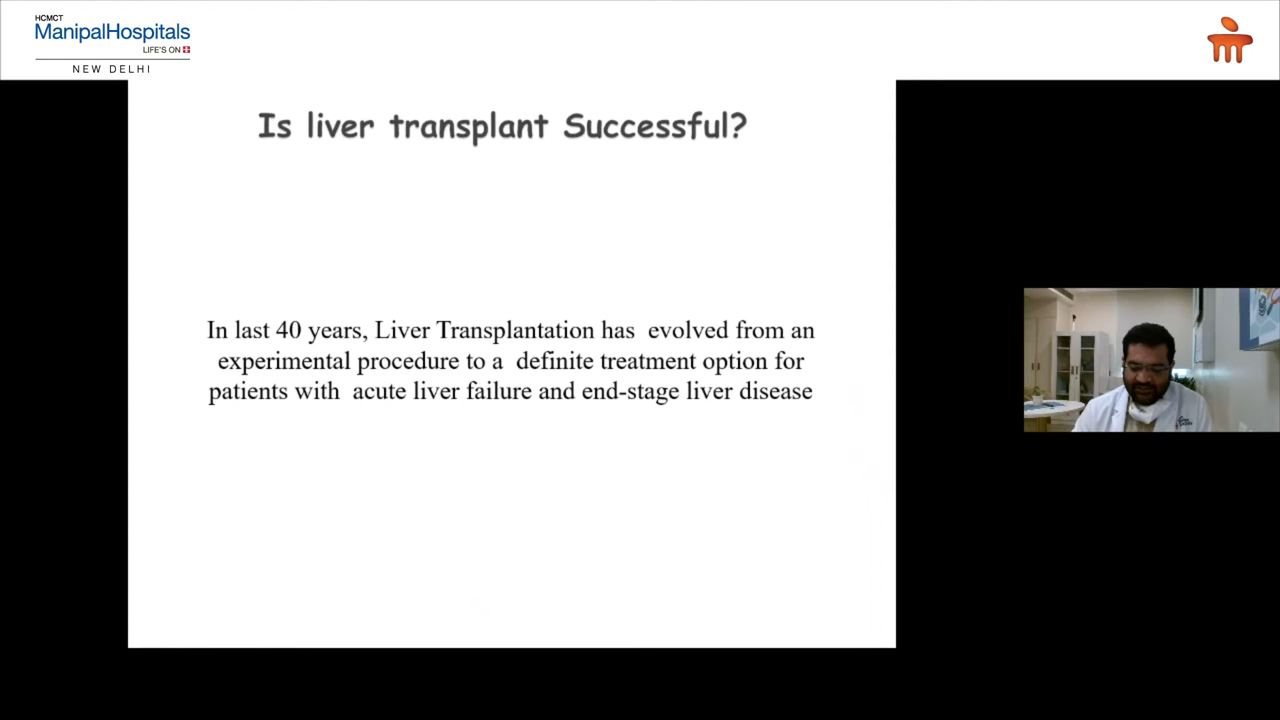 HCMCT
ManipalHospitals
LIFE'S ON
NEW DELHI
Is liver transplant Successful?
In last 40 years, Liver Transplantation has evolved from an
experimental procedure to a definite treatment option for
patients with acute liver failure and end-stage liver disease